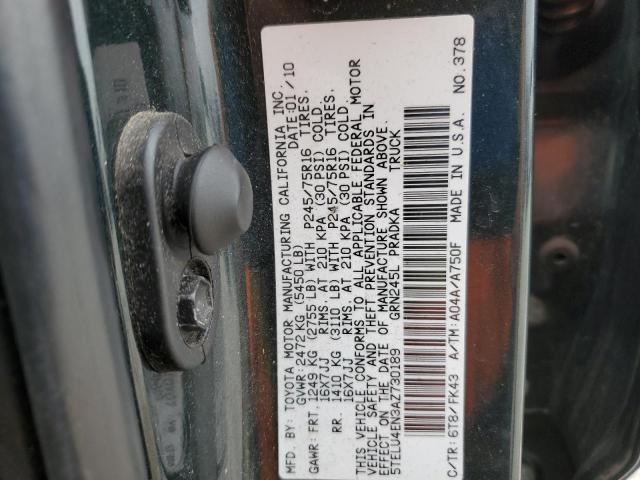 MFD BY: TOYOTA MOTOR MANUFACTURING CALIFORNIA INC.
GVWR: 2472 KG (5450 LB) DATE: 01/10
GAWR: FRT. 1249 KG (2755 LB) WITH P245/75R16 TIRES.
16X7JJ RIMS. AT 210 KPA (30 PSI) COLD.
RR. 1410 KG (3110 LB) WITH P245/75R16 TIRES.
16X7JJ RIMS. AT 210 KPA (30 PSI) COLD.
THIS VEHICLE CONFORMS TO ALL APPLICABLE FEDERAL MOTOR
VEHICLE SAFETY AND THEFT PREVENTION STANDARDS IN
EFFECT ON THE DATE OF MANUFACTURE SHOWN ABOVE.
5TELU4EN3AZ730189 GRN245L PRADKA TRUCK
C/TR: 6T8/FK43 A/TM: A04A/A750F MADE IN U.S.A. NO. 378